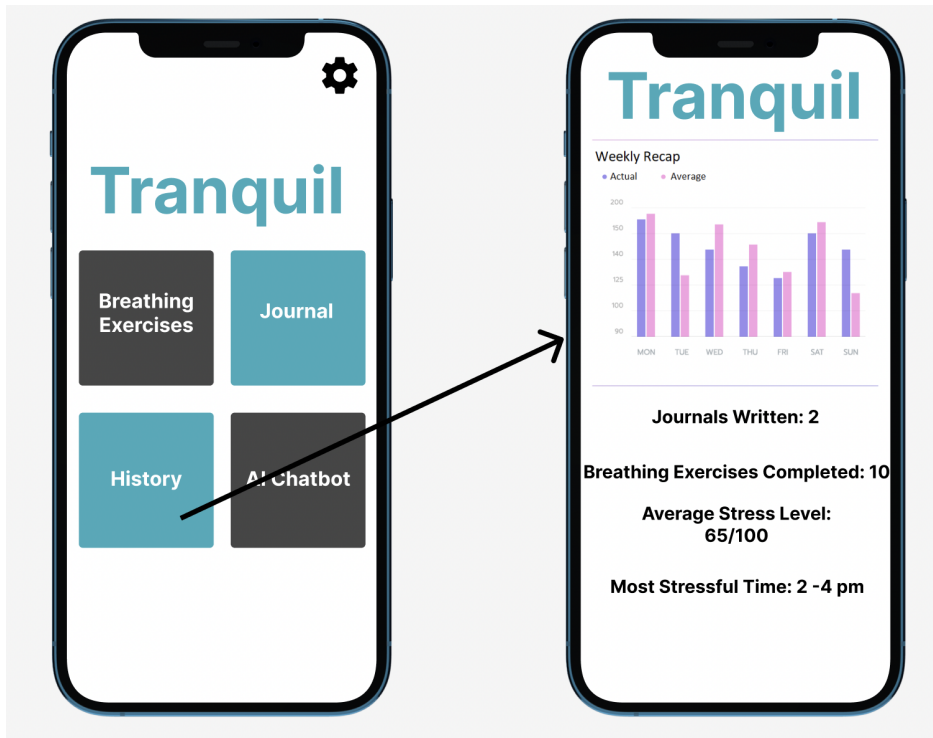 Tranquil
Breathing
Exercises
Journal
History
AI Chatbot
Tranquil
Weekly Recap
Actual
Average
200
150
140
125
100
90
MON TUE WED THU FRI SAT SUN
Journals Written: 2
Breathing Exercises Completed: 10
Average Stress Level:
65/100
Most Stressful Time: 2 -4 pm